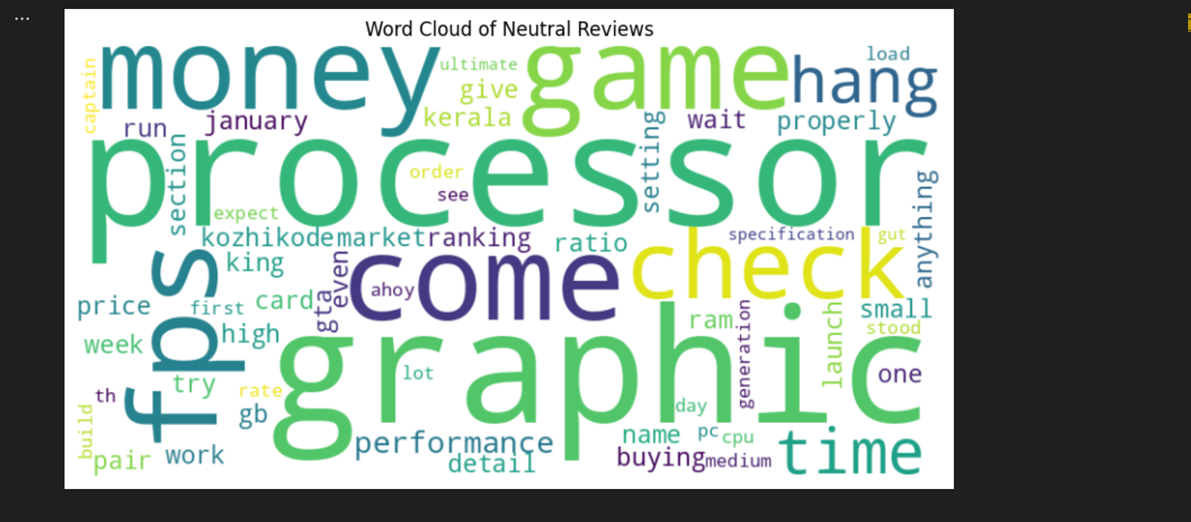 ...
Word Cloud of Neutral Reviews
captain
money
ultimate
give
kerala
game
hang
load
run
january
section
setting
wait
properly
processor
order
see
expect
anything
kozhikode
market
ranking
ratio
specification
gut
king
even
come
ahoy
check
fps
price
first
card
gta
high
week
try
graphic
ram
generation
launch
small
stood
one
lot
day
th
rate
gb
build
pair
work
performance
detail
name
pc
cpu
buying
medium
time